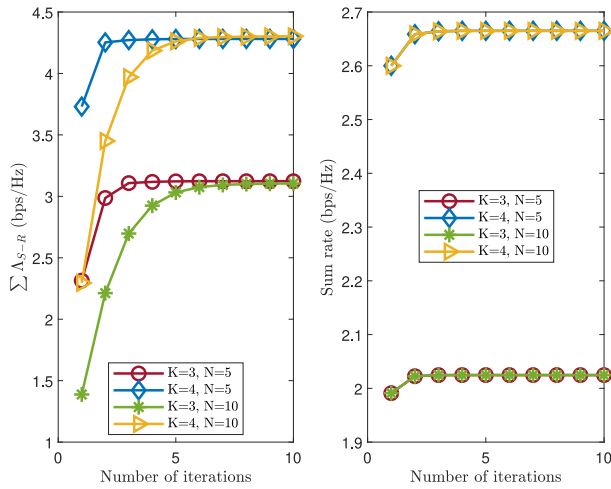 4.5
4
3.5
3
2.5
2
1.5
1
0
5
10
∑ Λ_{S−R} (bps/Hz)
Number of iterations
K=3, N=5
K=4, N=5
K=3, N=10
K=4, N=10
2.7
2.6
2.5
2.4
2.3
2.2
2.1
2
1.9
0
5
10
Sum rate (bps/Hz)
Number of iterations
K=3, N=5
K=4, N=5
K=3, N=10
K=4, N=10